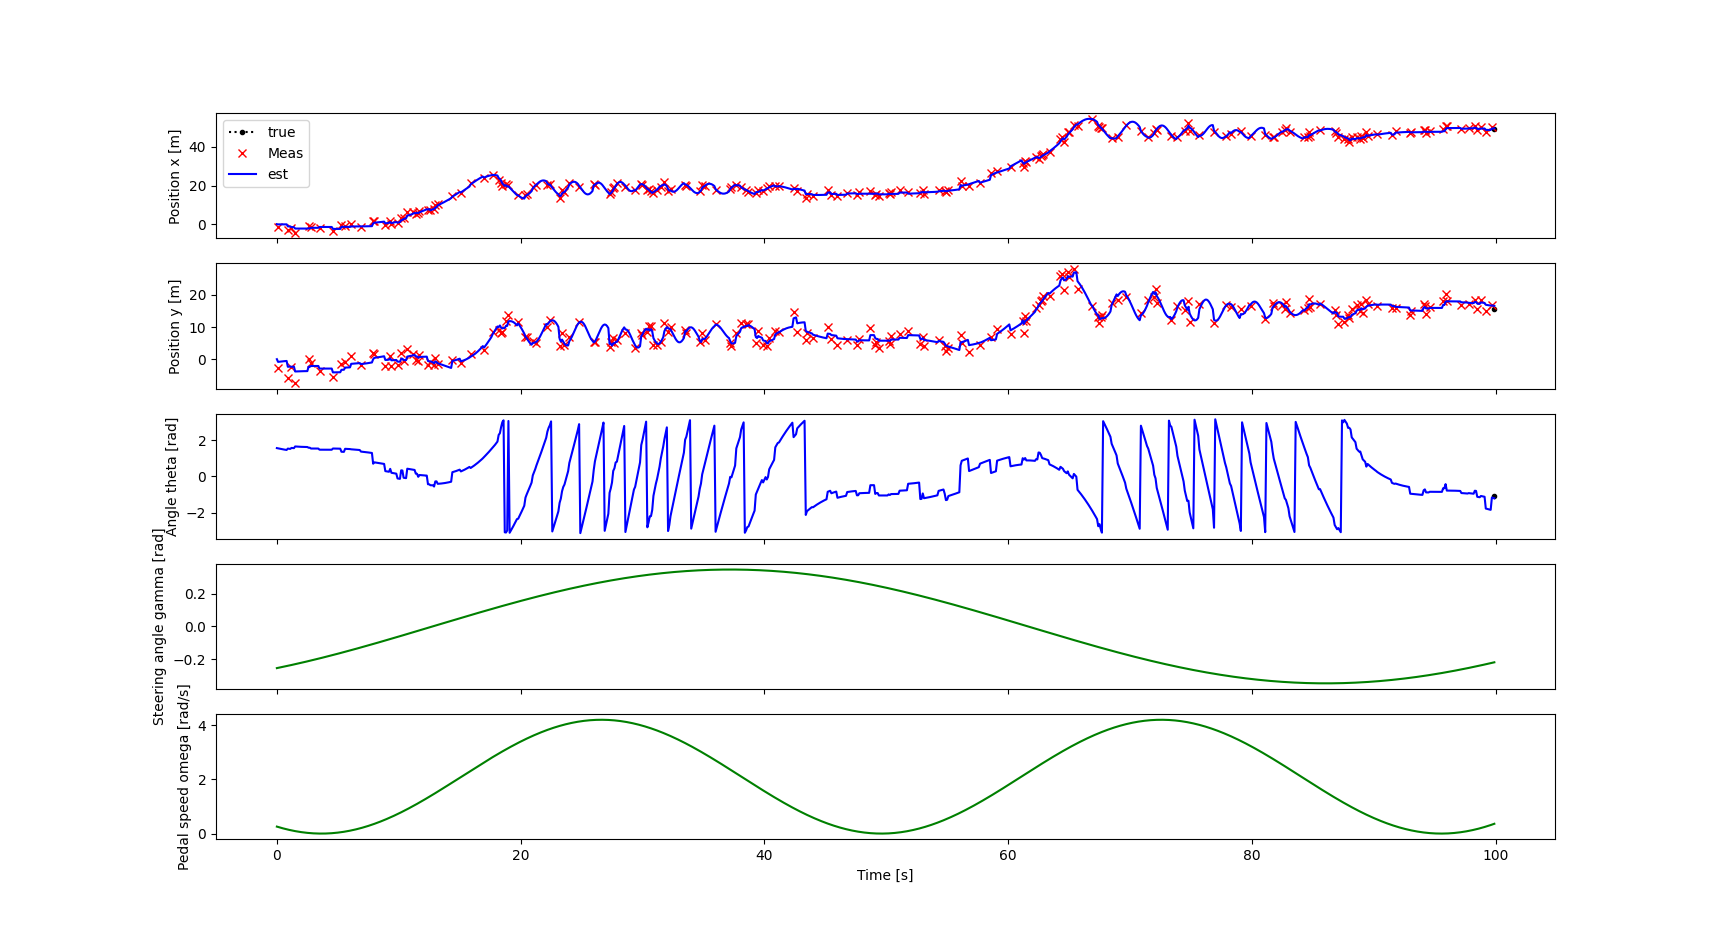 Position x [m]
40
20
0
true
Meas
est
Position y [m]
20
10
0
Angle theta [rad]
2
0
−2
Steering angle gamma [rad]
0.2
0.0
−0.2
Pedal speed omega [rad/s]
4
2
0
0 20 40 60 80 100
Time [s]